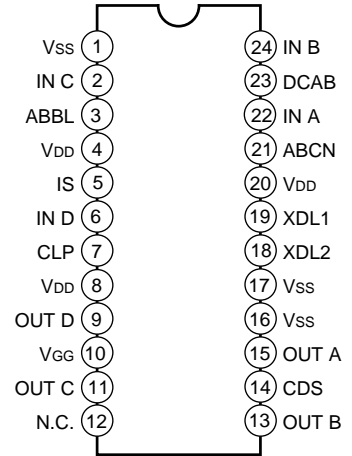 Vss 1 24 IN B
IN C 2 23 DCAB
ABBL 3 22 IN A
VDD 4 21 ABCN
IS 5 20 VDD
IN D 6 19 XDL1
CLP 7 18 XDL2
VDD 8 17 Vss
OUT D 9 16 Vss
VGG 10 15 OUT A
OUT C 11 14 CDS
N.C. 12 13 OUT B